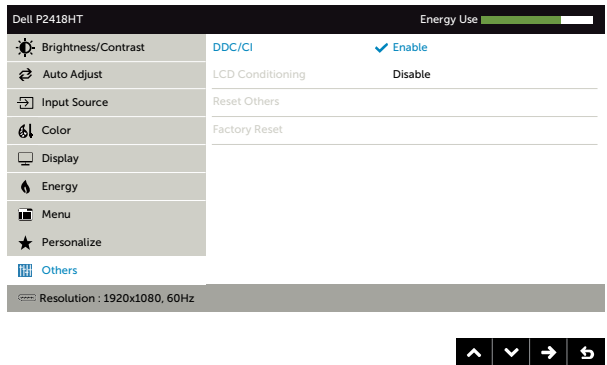 Dell P2418HT Energy Use
Brightness/Contrast DDC/CI Enable
Auto Adjust LCD Conditioning Disable
Input Source Reset Others
Color Factory Reset
Display
Energy
Menu
Personalize
Others
Resolution : 1920x1080, 60Hz